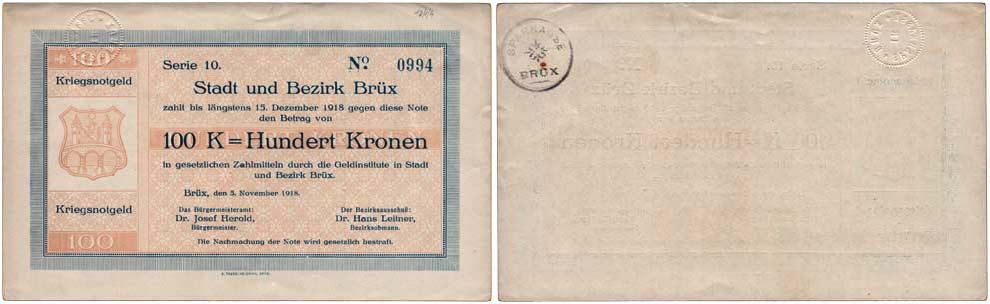 100
Kriegsnotgeld
Kriegsnotgeld
100
Serie 10.
No 0994
Stadt und Bezirk Brüx
zahlt bis längstens 15. Dezember 1918 gegen diese Note
den Betrag von
100 K = Hundert Kronen
in gesetzlichen Zahlmitteln durch die Geldinstitute in Stadt
und Bezirk Brüx.
Brüx, den 5. November 1918.
Das Bürgermeisteramt:
Dr. Josef Herold,
Bürgermeister.
Der Bezirksausschuß:
Dr. Hans Leitner,
Bezirksobmann.
Die Nachmachung der Note wird gesetzlich bestraft.
SPARKASSE
BRÜX